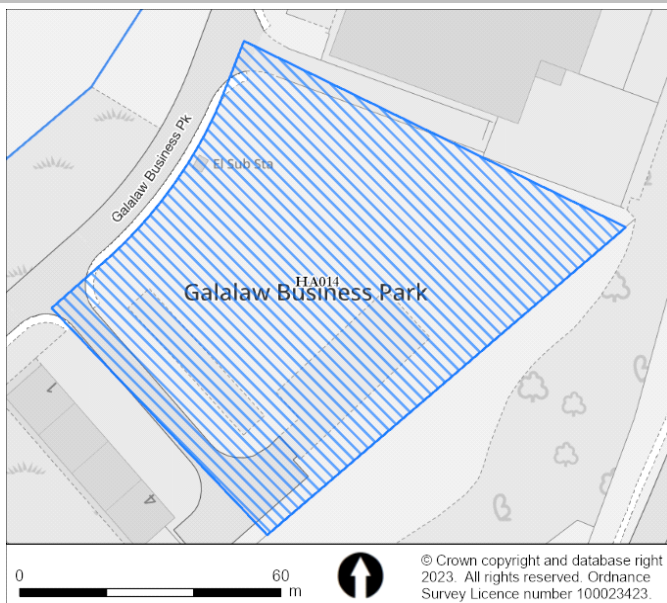 Galalaw Business Pk
El Sub Sta
HA014
Galalaw Business Park
1
4
0
60
m
© Crown copyright and database right
2023. All rights reserved. Ordnance
Survey Licence number 100023423.